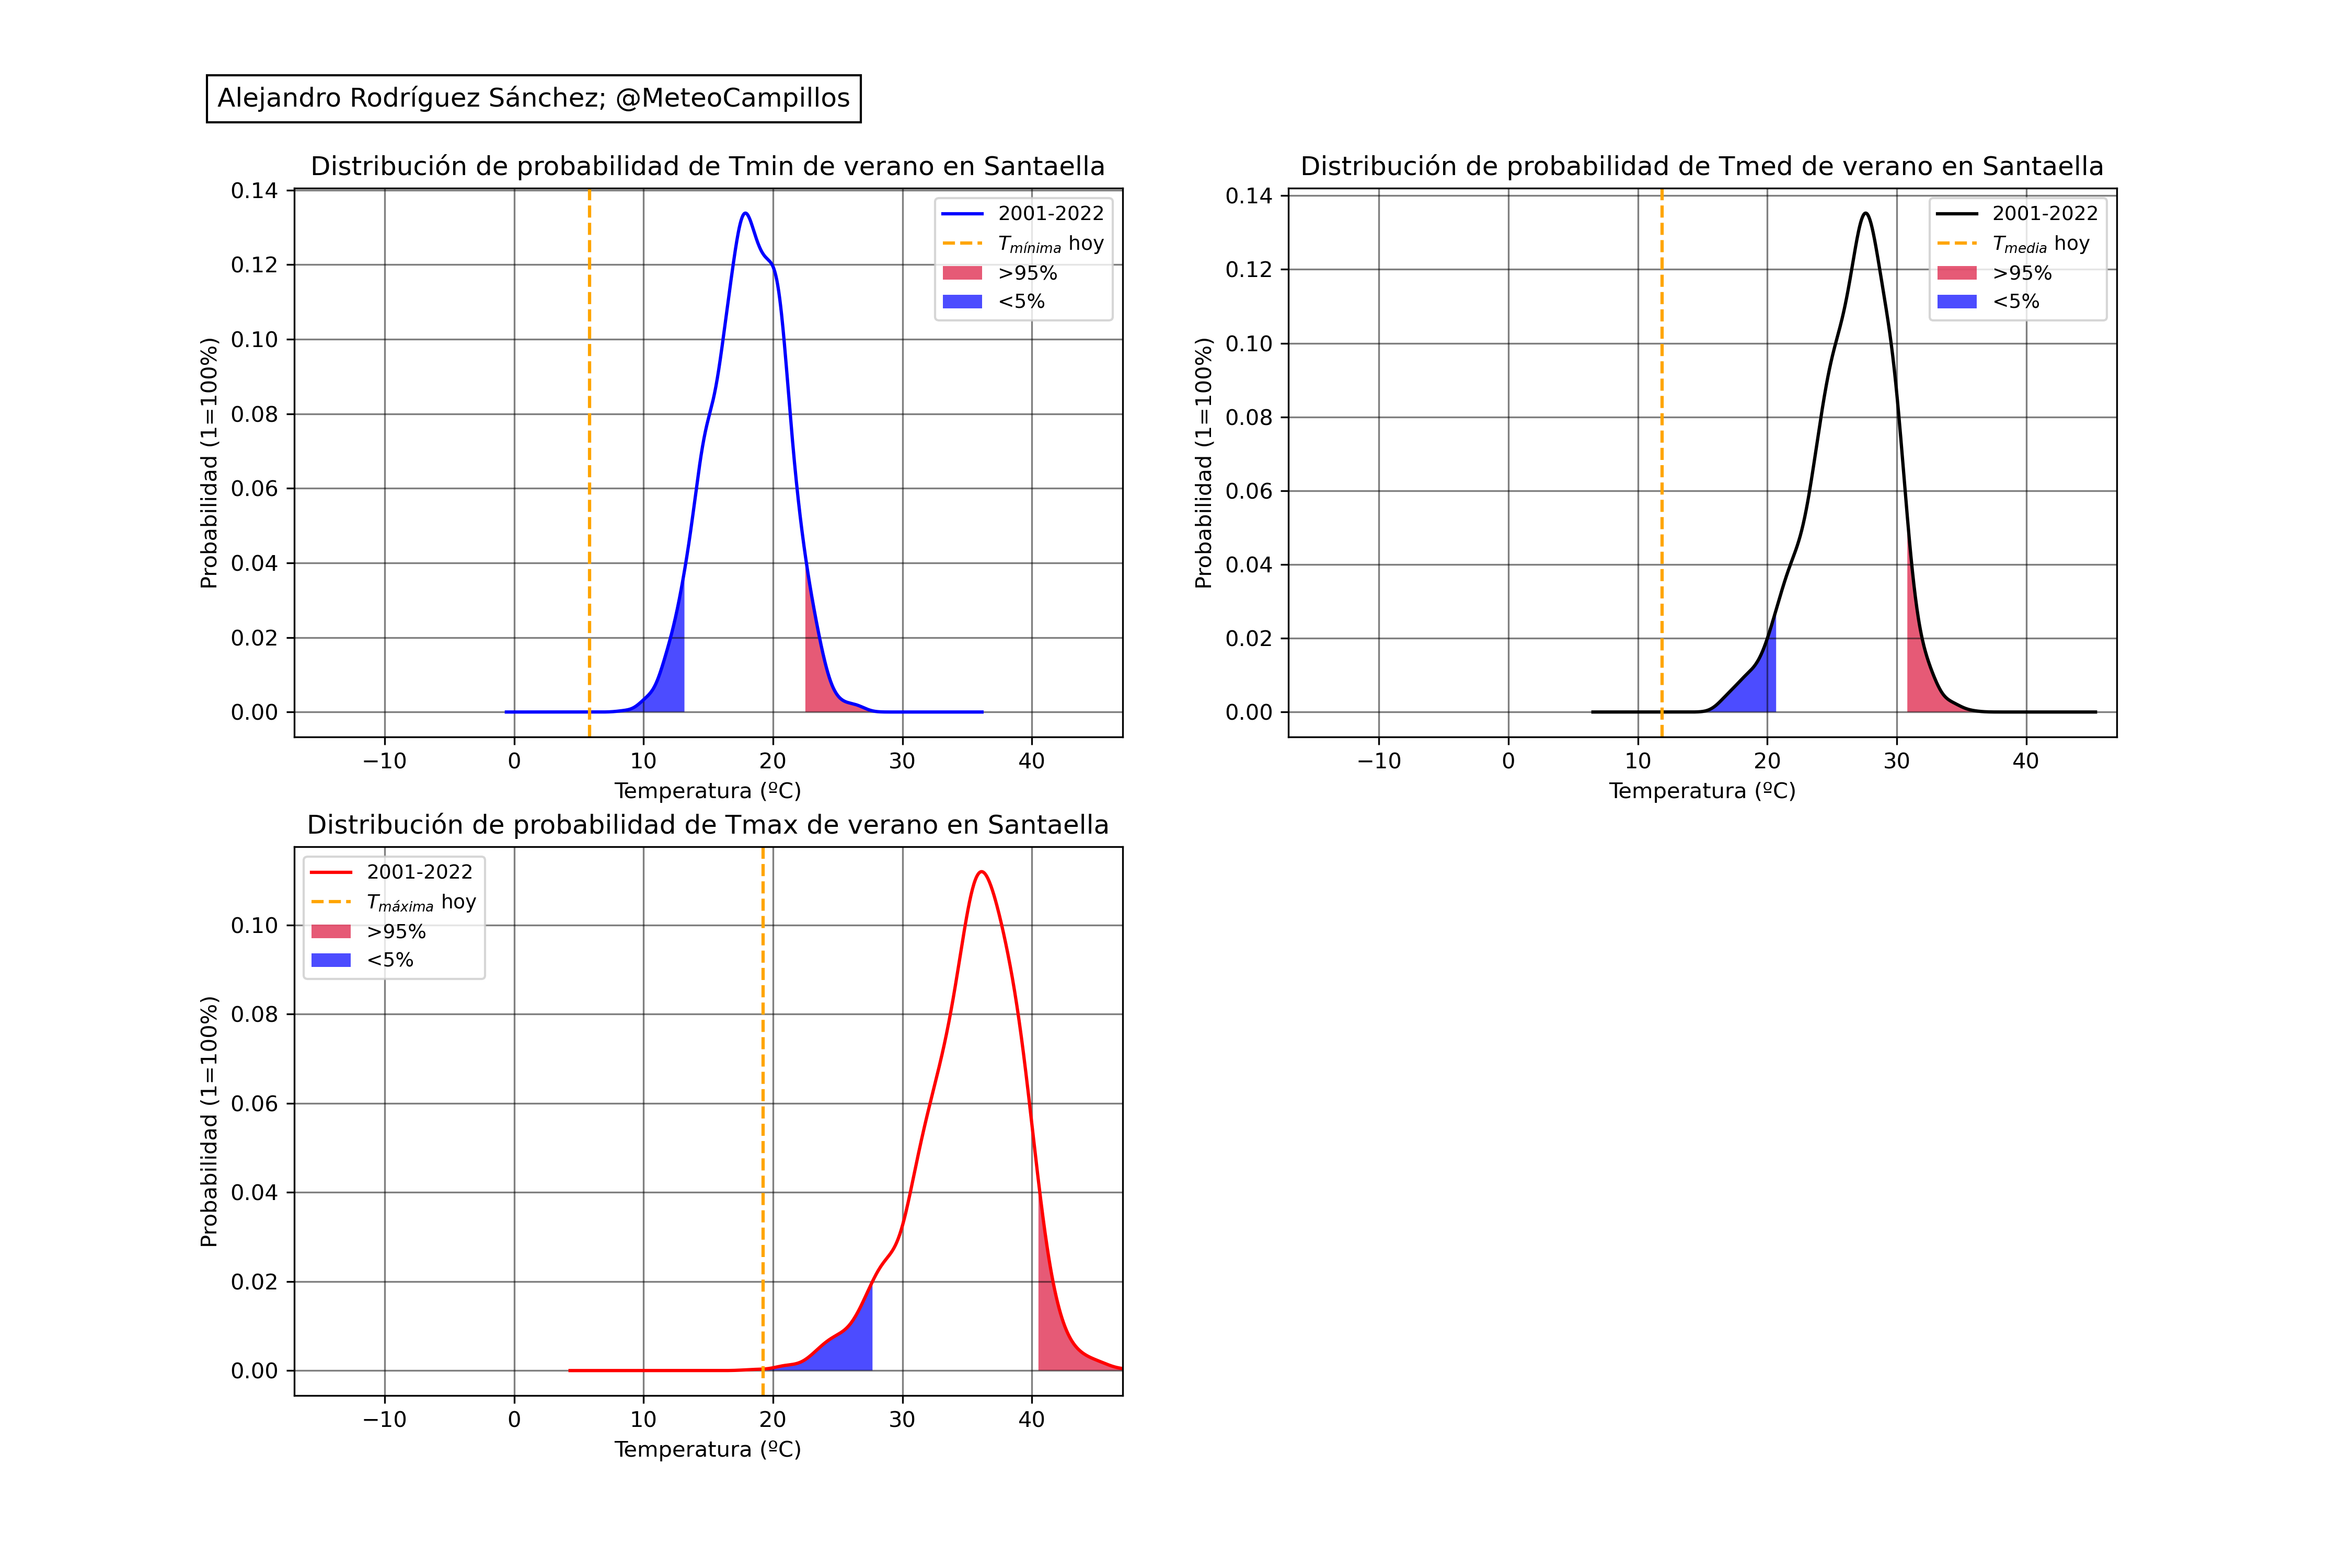 Alejandro Rodríguez Sánchez; @MeteoCampillos
Distribución de probabilidad de Tmin de verano en Santaella
Probabilidad (1=100%)
0.14
0.12
0.10
0.08
0.06
0.04
0.02
0.00
2001-2022
Tmínima hoy
>95%
<5%
−10 0 10 20 30 40
Temperatura (ºC)
Distribución de probabilidad de Tmed de verano en Santaella
Probabilidad (1=100%)
0.14
0.12
0.10
0.08
0.06
0.04
0.02
0.00
2001-2022
Tmedia hoy
>95%
<5%
−10 0 10 20 30 40
Temperatura (ºC)
Distribución de probabilidad de Tmax de verano en Santaella
Probabilidad (1=100%)
0.10
0.08
0.06
0.04
0.02
0.00
2001-2022
Tmáxima hoy
>95%
<5%
−10 0 10 20 30 40
Temperatura (ºC)